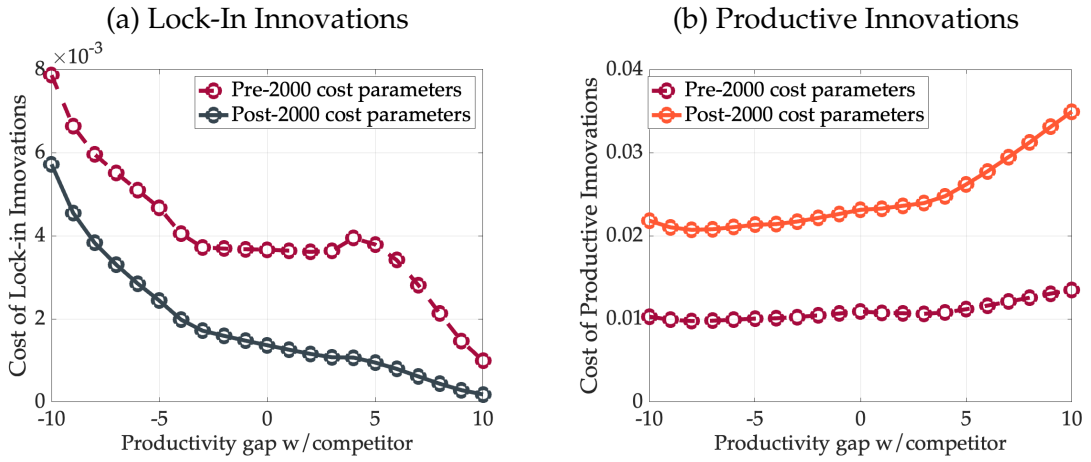 (a) Lock-In Innovations
×10⁻³
8
6
4
2
0
Cost of Lock-in Innovations
Pre-2000 cost parameters
Post-2000 cost parameters
-10
-5
0
5
10
Productivity gap w/competitor
(b) Productive Innovations
0.04
0.03
0.02
0.01
0
Cost of Productive Innovations
Pre-2000 cost parameters
Post-2000 cost parameters
-10
-5
0
5
10
Productivity gap w/competitor